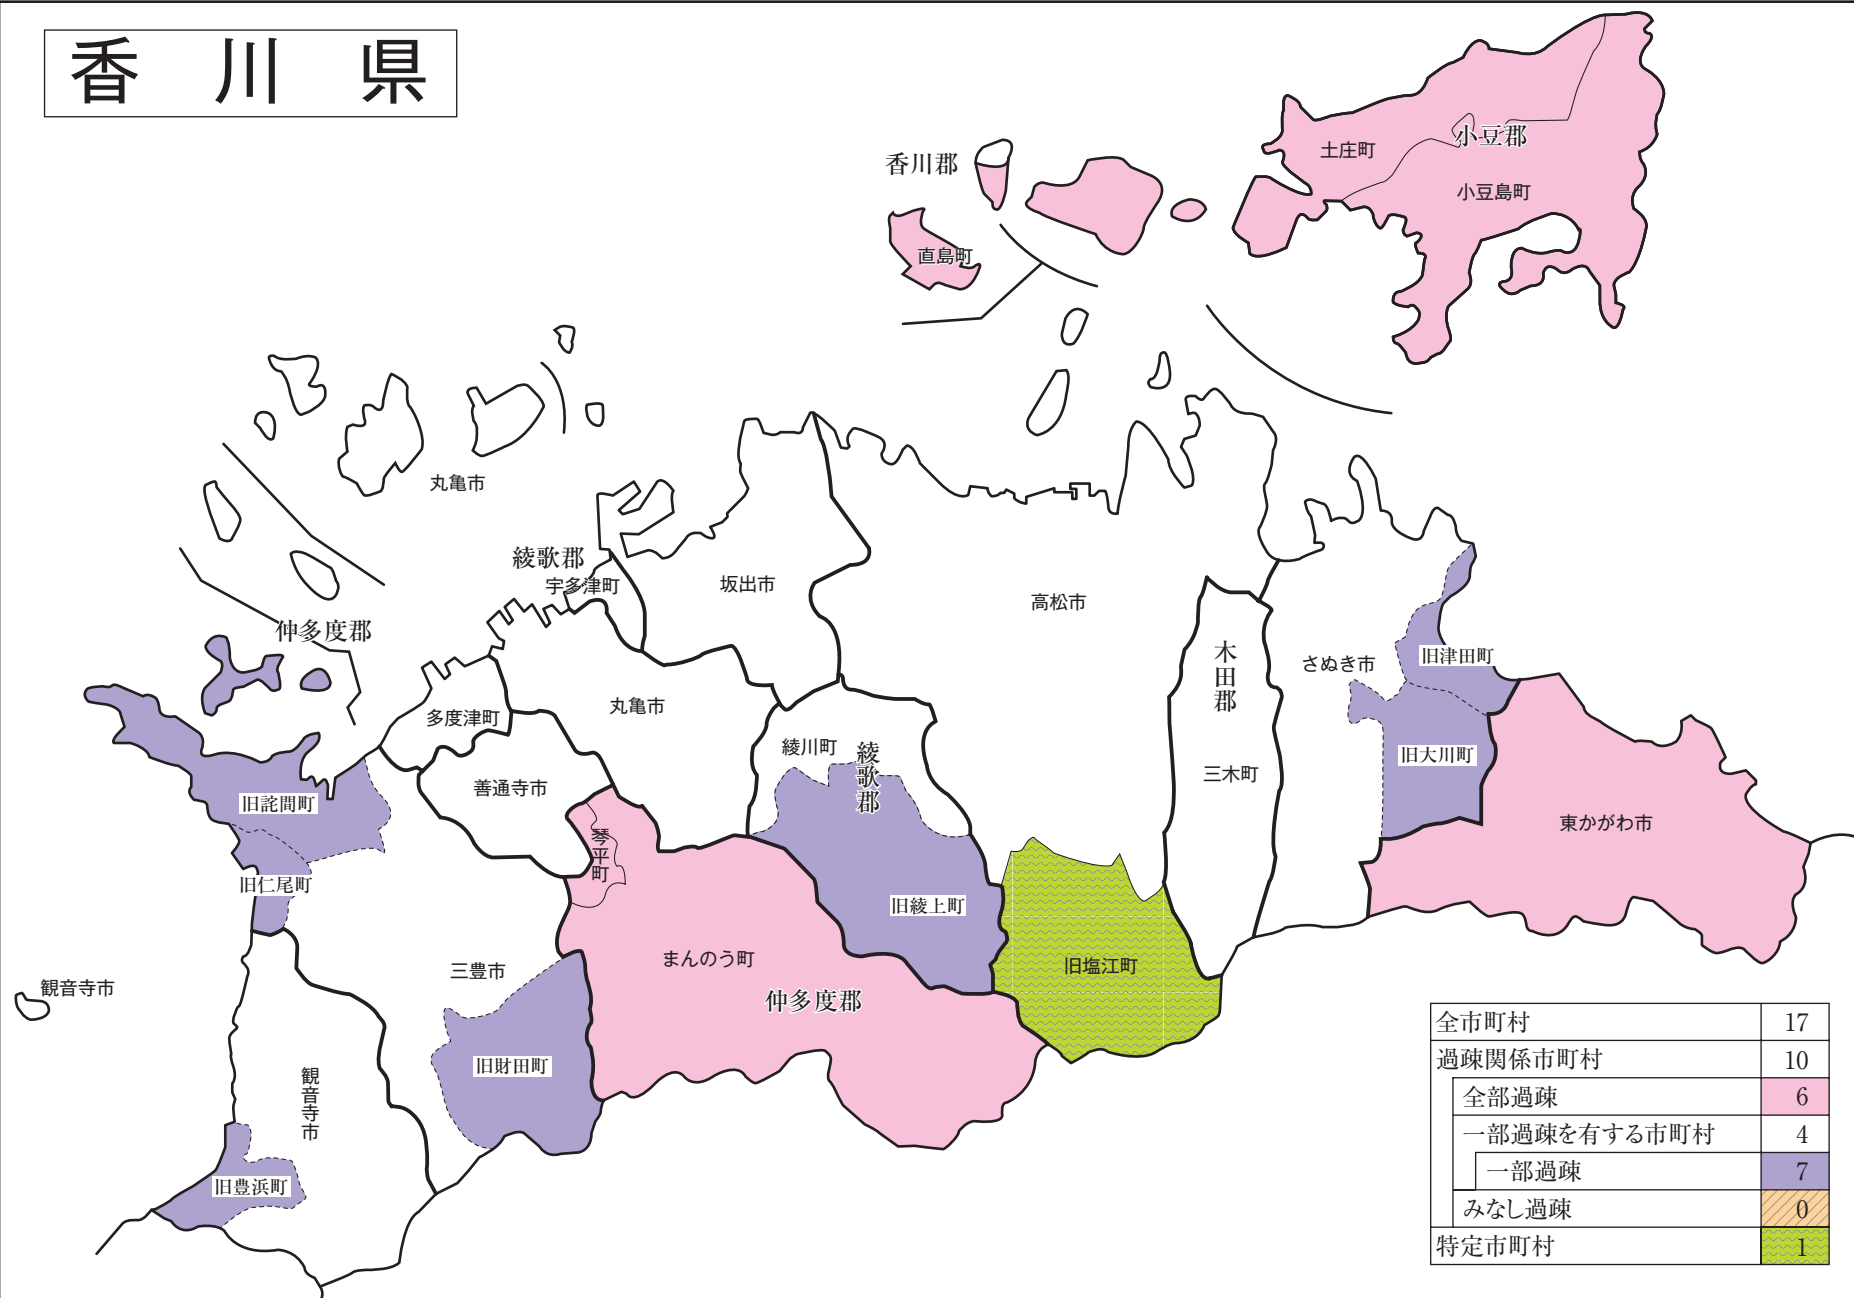 香川県
香川郡
土庄町
小豆郡
小豆島町
直島町
丸亀市
綾歌郡
宇多津町
坂出市
高松市
仲多度郡
木田郡
さぬき市
旧津田町
多度津町
丸亀市
綾川町
綾歌郡
旧大川町
善通寺市
三木町
旧詫間町
琴平町
東かがわ市
旧仁尾町
旧綾上町
まんのう町
旧塩江町
三豊市
観音寺市
仲多度郡
旧財田町
観音寺市
旧豊浜町
全市町村 17
過疎関係市町村 10
全部過疎 6
一部過疎を有する市町村 4
一部過疎 7
みなし過疎 0
特定市町村 1